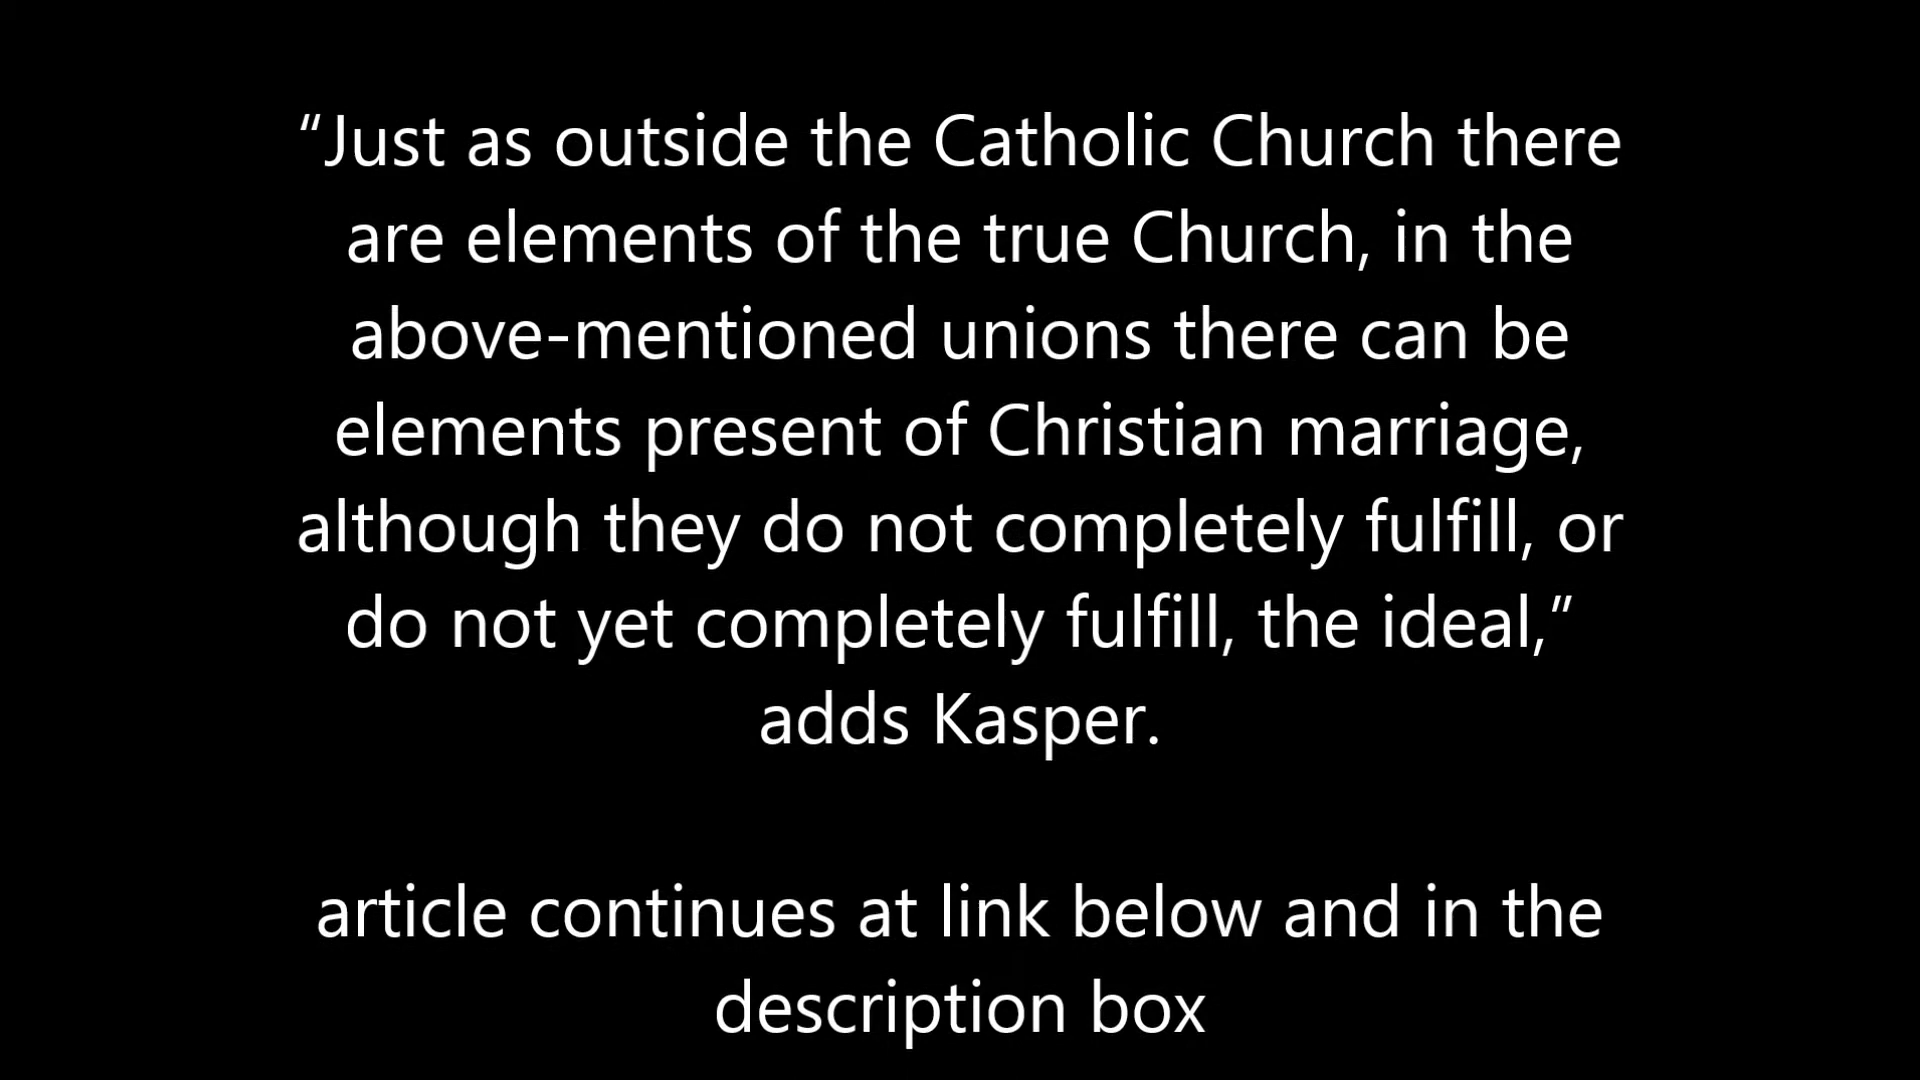 “Just as outside the Catholic Church there
are elements of the true Church, in the
above-mentioned unions there can be
elements present of Christian marriage,
although they do not completely fulfill, or
do not yet completely fulfill, the ideal,”
adds Kasper.
article continues at link below and in the
description box